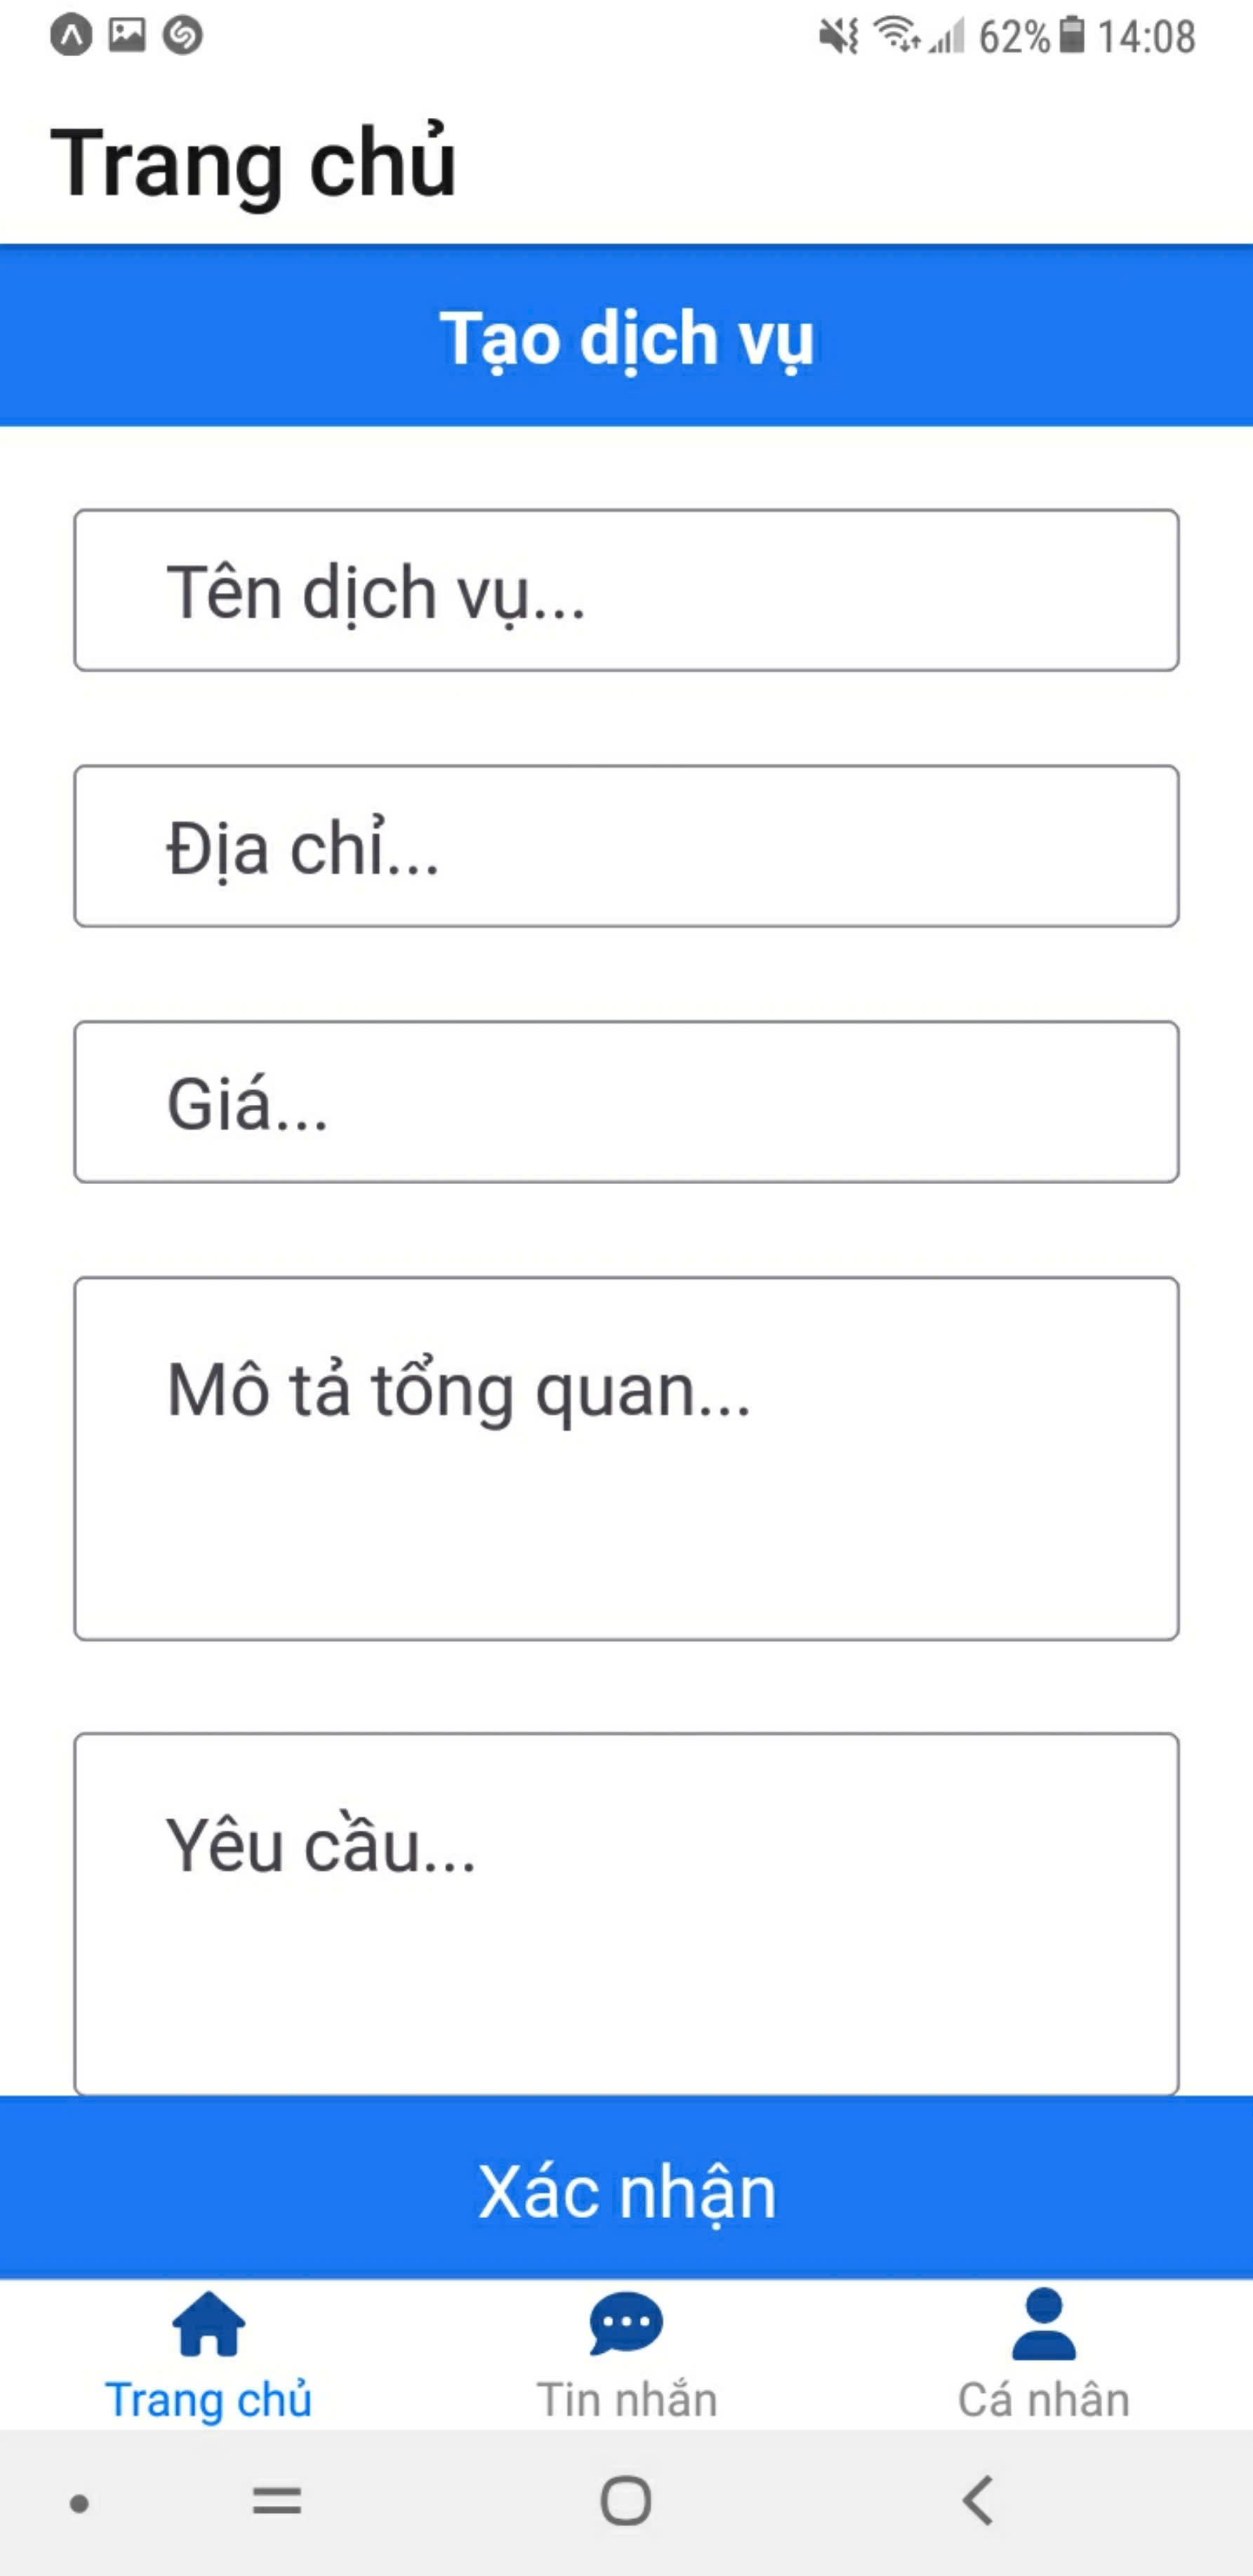 62% 14:08
Trang chủ
Tạo dịch vụ
Tên dịch vụ...
Địa chỉ...
Giá...
Mô tả tổng quan...
Yêu cầu...
Xác nhận
Trang chủ Tin nhắn Cá nhân